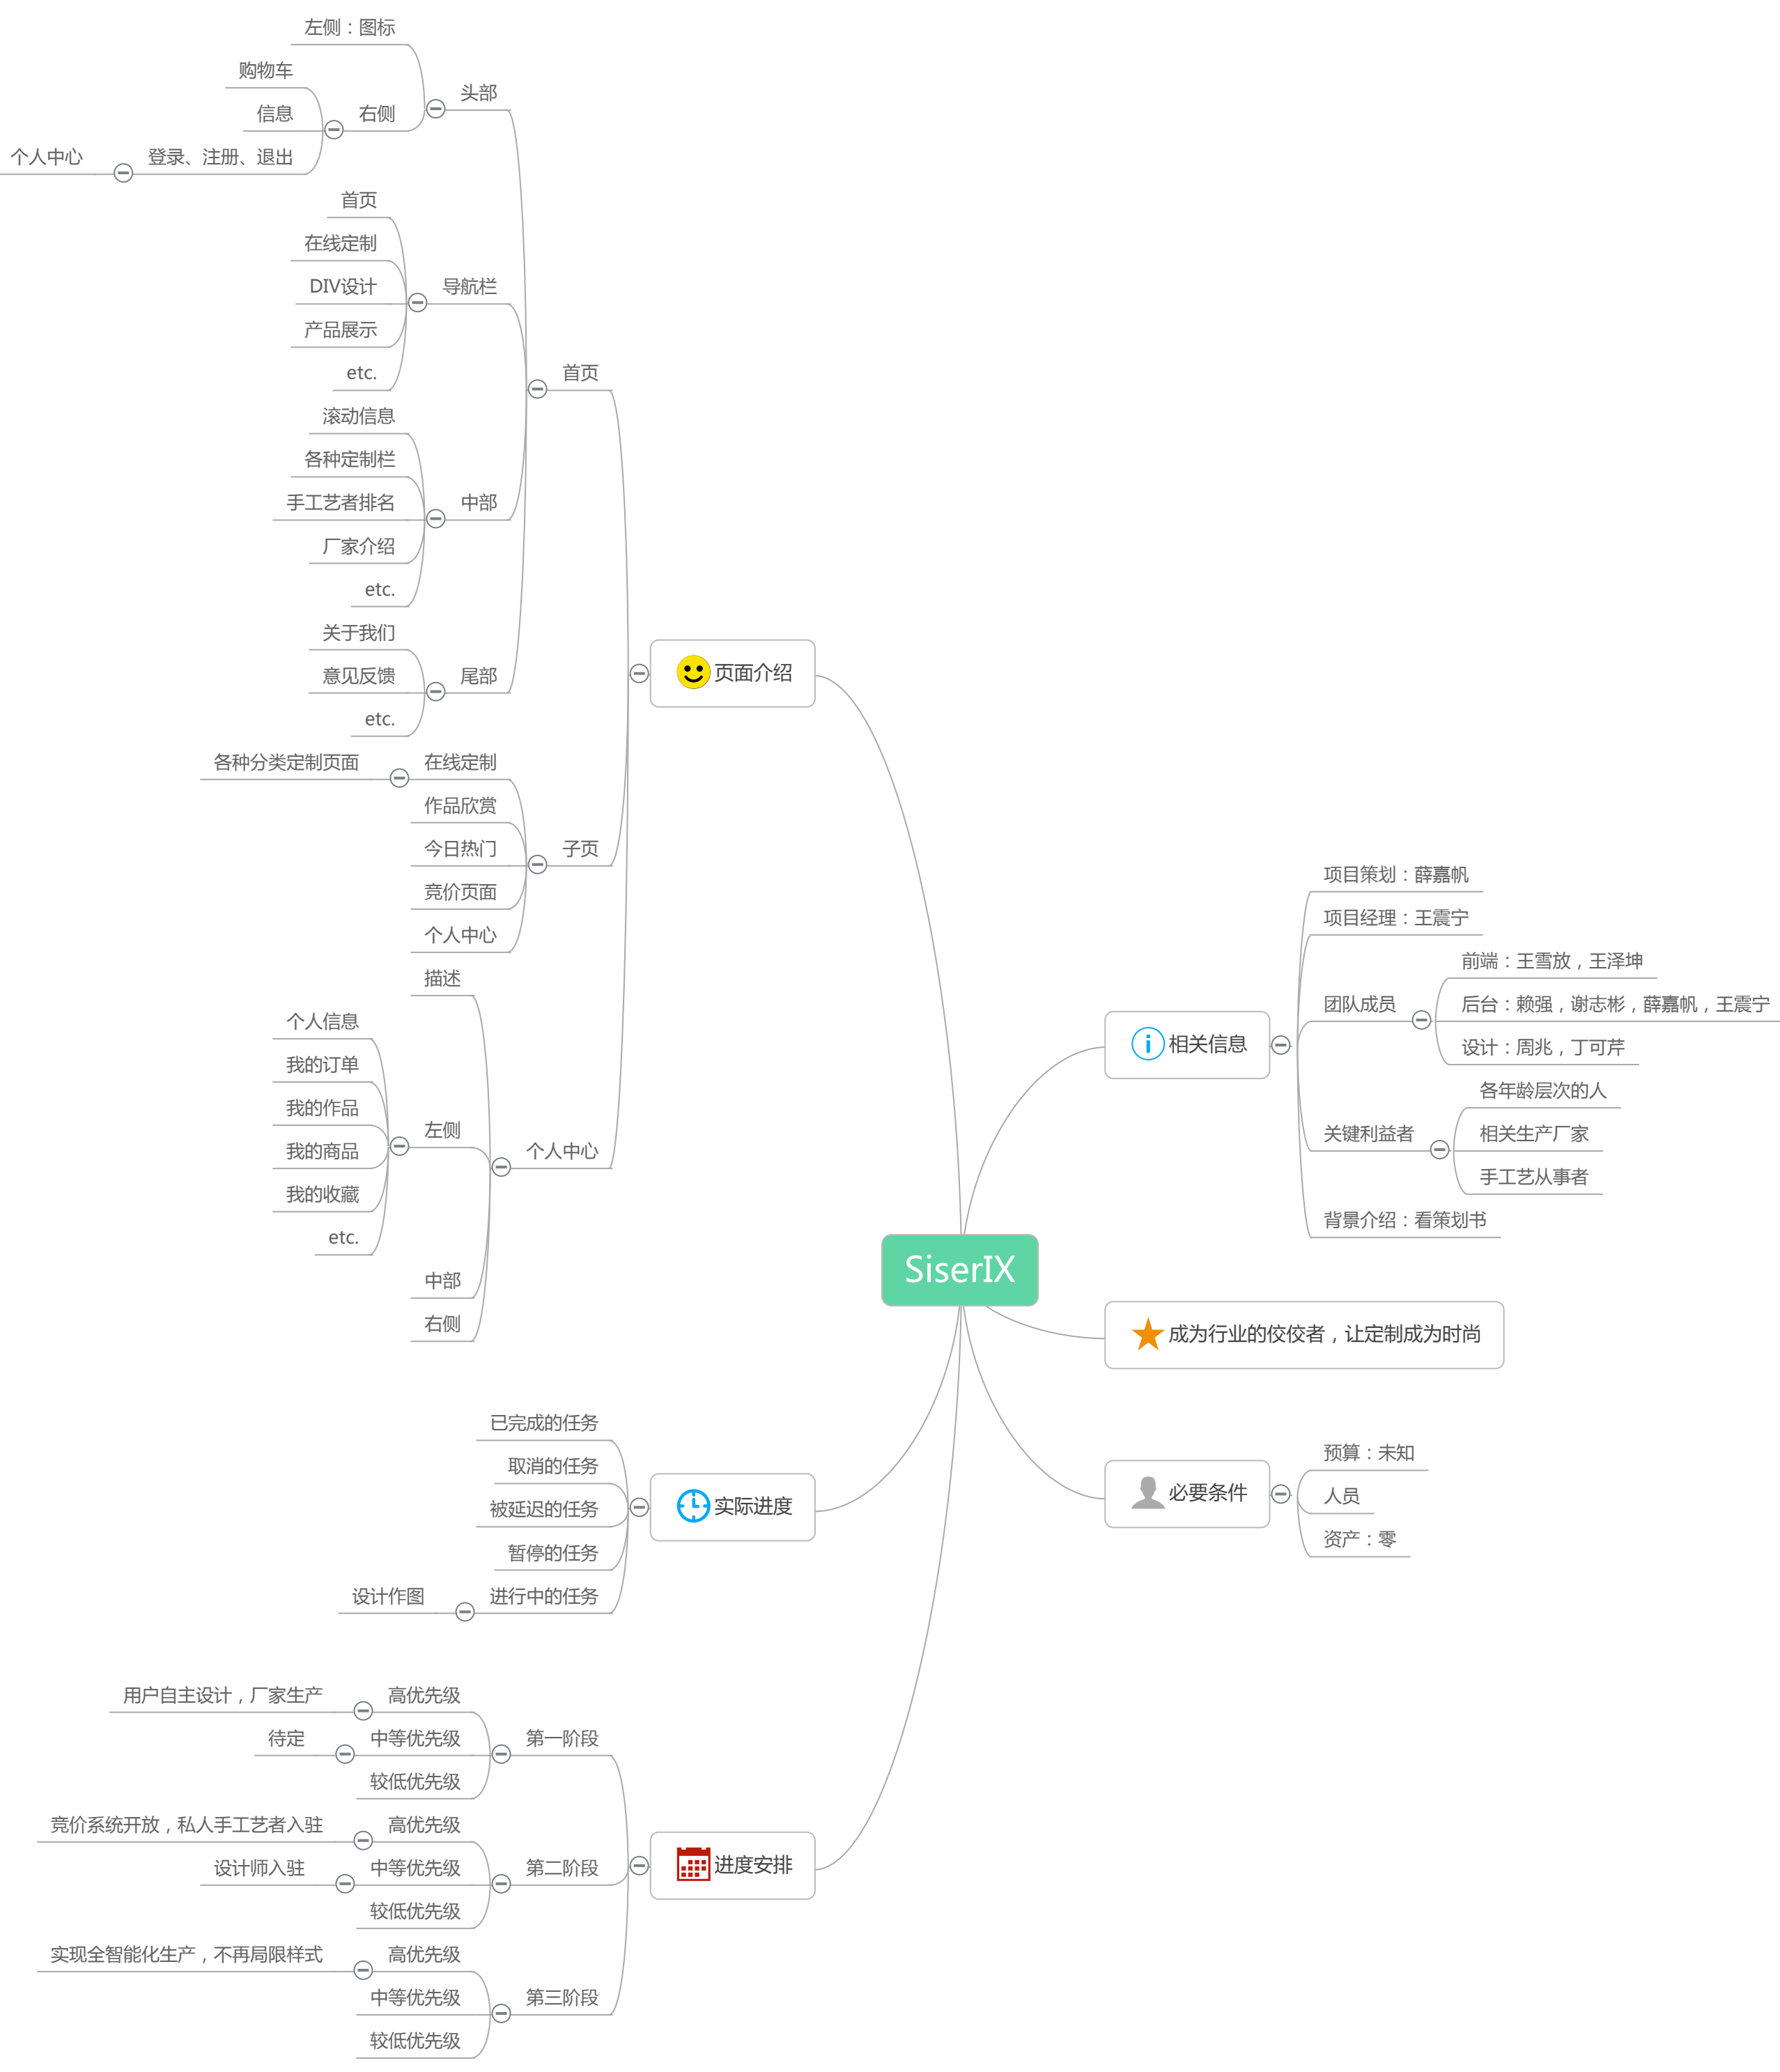 左侧：图标
购物车
信息
个人中心
登录、注册、退出
右侧
头部
首页
在线定制
DIV设计
产品展示
etc.
导航栏
首页
滚动信息
各种定制栏
手工艺者排名
厂家介绍
etc.
中部
关于我们
意见反馈
etc.
尾部
页面介绍
各种分类定制页面
在线定制
作品欣赏
今日热门
竞价页面
个人中心
子页
描述
个人信息
我的订单
我的作品
我的商品
我的收藏
etc.
左侧
中部
右侧
个人中心
项目策划：薛嘉帆
项目经理：王震宁
前端：王雪放，王泽坤
团队成员
后台：赖强，谢志彬，薛嘉帆，王震宁
设计：周兆，丁可芹
相关信息
各年龄层次的人
关键利益者
相关生产厂家
手工艺从事者
背景介绍：看策划书
SiserIX
成为行业的佼佼者，让定制成为时尚
预算：未知
必要条件
人员
资产：零
已完成的任务
取消的任务
被延迟的任务
暂停的任务
设计作图
进行中的任务
实际进度
用户自主设计，厂家生产
高优先级
待定
中等优先级
较低优先级
第一阶段
竞价系统开放，私人手工艺者入驻
高优先级
设计师入驻
中等优先级
较低优先级
第二阶段
进度安排
实现全智能化生产，不再局限样式
高优先级
中等优先级
较低优先级
第三阶段